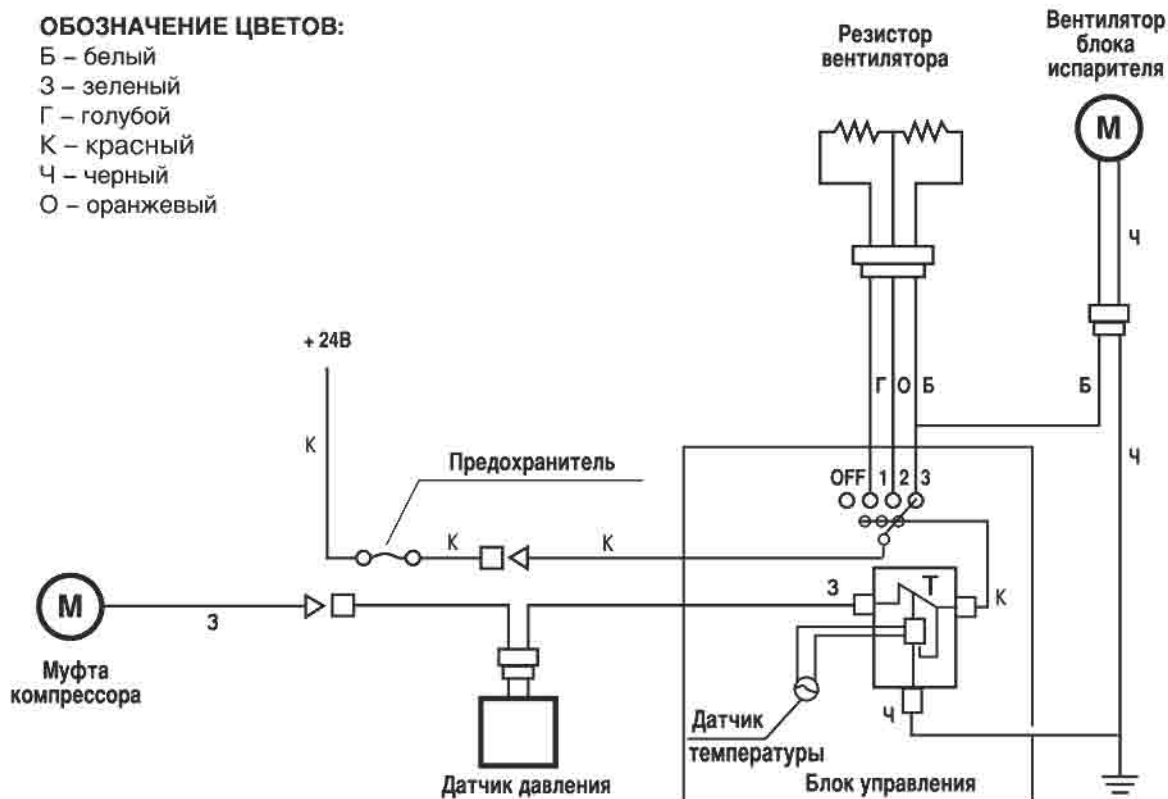 ОБОЗНАЧЕНИЕ ЦВЕТОВ:
Б – белый
З – зеленый
Г – голубой
К – красный
Ч – черный
О – оранжевый
Резистор
вентилятора
Вентилятор
блока
испарителя
М
Ч
+ 24В
Г О Б
Б
К
Ч
Предохранитель
OFF 1 2 3
К
К
М
З
З
Т
К
Муфта
компрессора
Ч
Датчик
температуры
Датчик давления
Блок управления